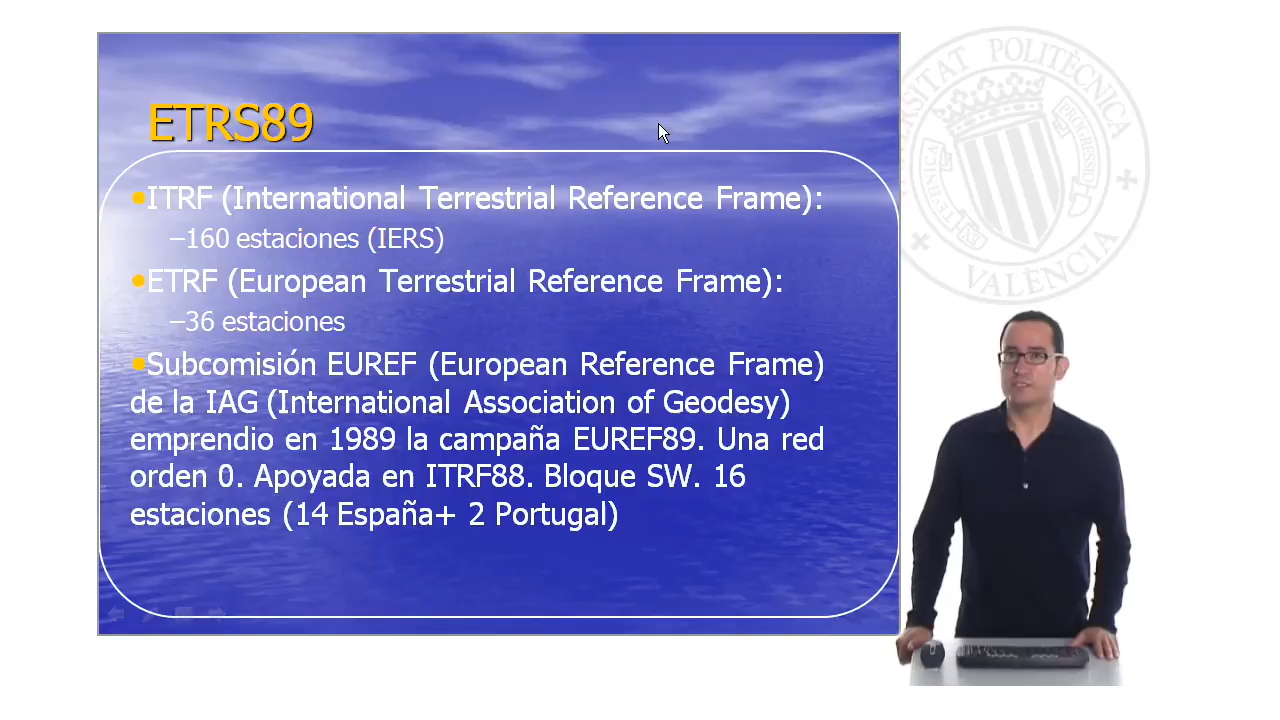 ETRS89
•ITRF (International Terrestrial Reference Frame):
–160 estaciones (IERS)
•ETRF (European Terrestrial Reference Frame):
–36 estaciones
•Subcomisión EUREF (European Reference Frame)
de la IAG (International Association of Geodesy)
emprendio en 1989 la campaña EUREF89. Una red
orden 0. Apoyada en ITRF88. Bloque SW. 16
estaciones (14 España+ 2 Portugal)
POLITÈCNICA
VALÈNCIA